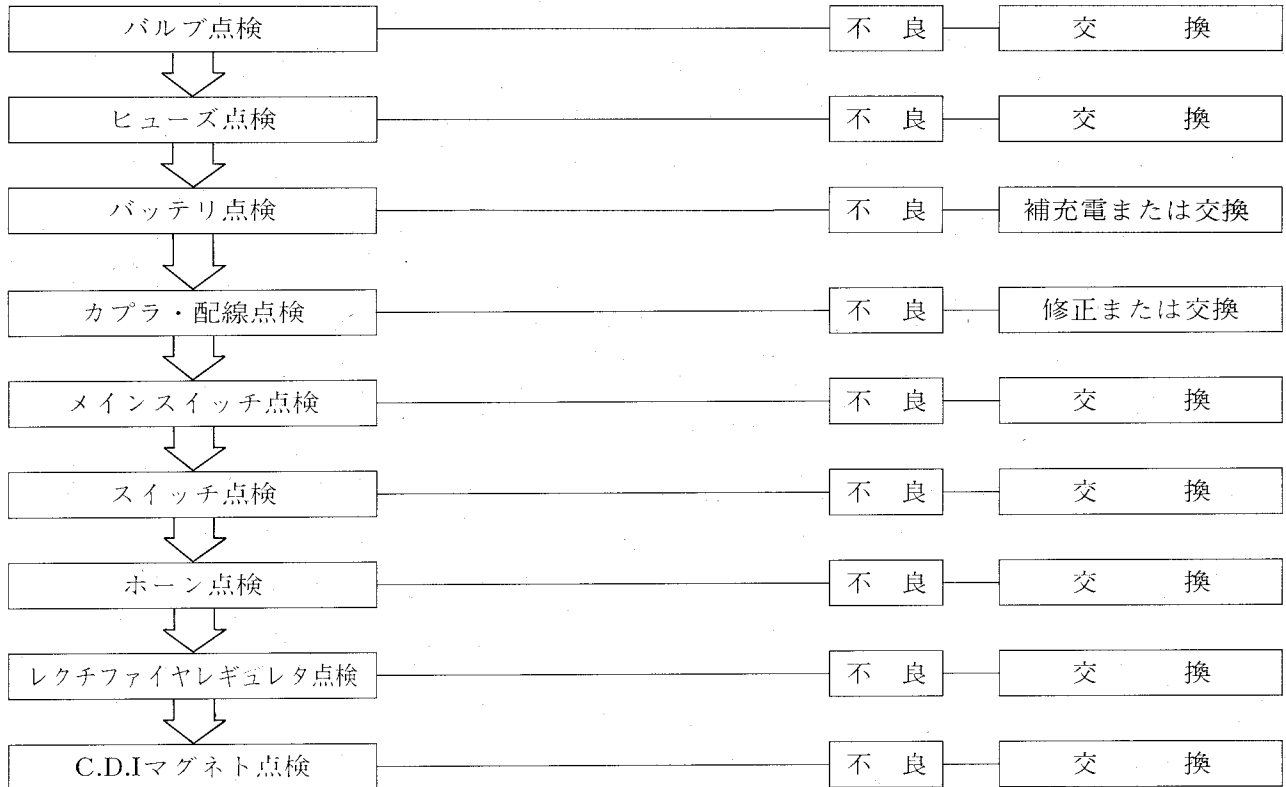 バルブ点検 不 良 交 換
ヒューズ点検 不 良 交 換
バッテリ点検 不 良 補充電または交換
カプラ・配線点検 不 良 修正または交換
メインスイッチ点検 不 良 交 換
スイッチ点検 不 良 交 換
ホーン点検 不 良 交 換
レクチファイヤレギュレタ点検 不 良 交 換
C.D.Iマグネト点検 不 良 交 換